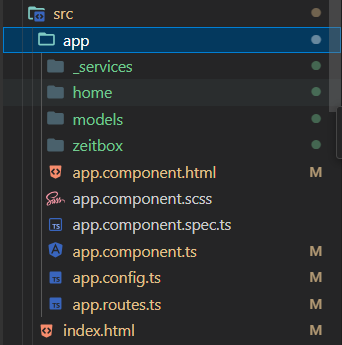 src
app
_services
home
models
zeitbox
app.component.html M
app.component.scss
app.component.spec.ts
app.component.ts M
app.config.ts M
app.routes.ts M
index.html M